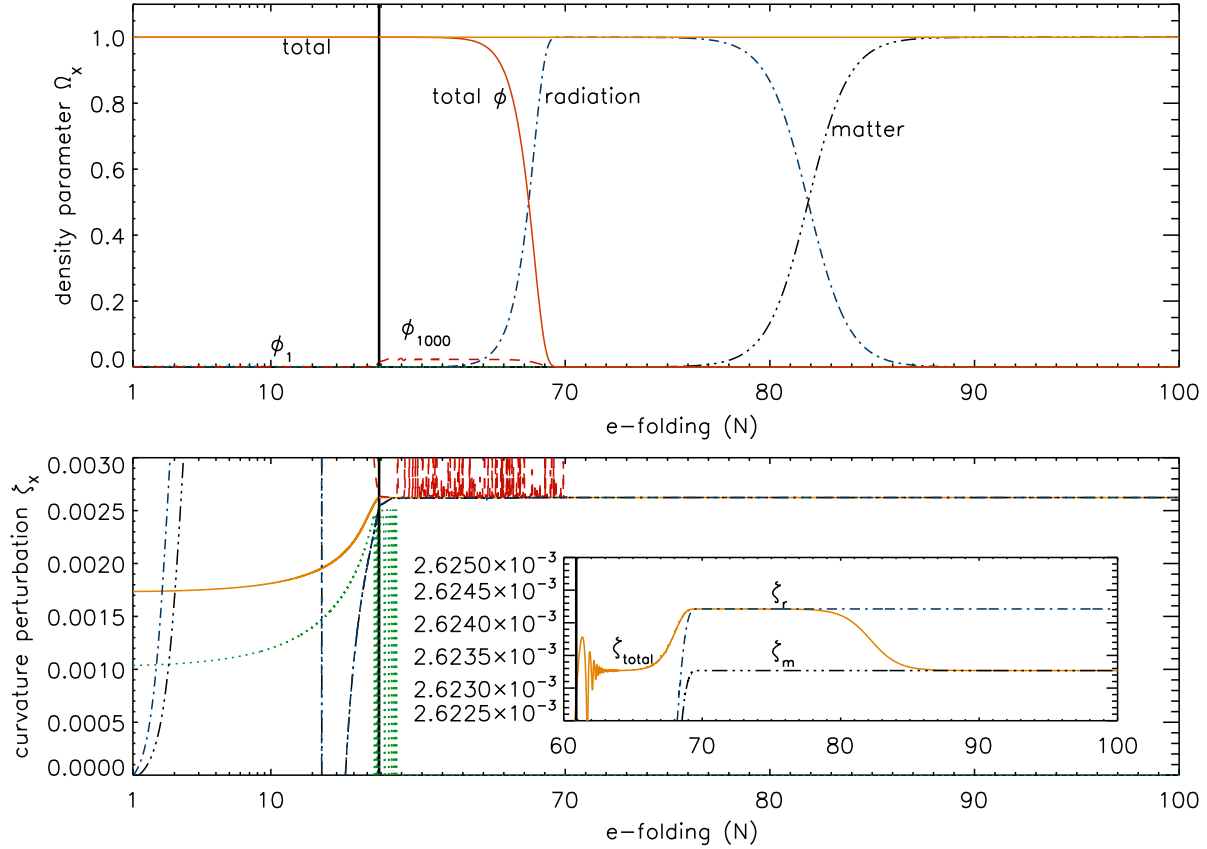 1.0
0.8
0.6
0.4
0.2
0.0
density parameter Ωₓ
total
total ϕ
radiation
matter
ϕ₁
ϕ₁₀₀₀
1
10
70
80
90
100
e-folding (N)
0.0030
0.0025
0.0020
0.0015
0.0010
0.0005
0.0000
curvature perturbation ζₓ
2.6250×10⁻³
2.6245×10⁻³
2.6240×10⁻³
2.6235×10⁻³
2.6230×10⁻³
2.6225×10⁻³
ζᵣ
ζ_total
ζₘ
60
70
80
90
100
1
10
70
80
90
100
e-folding (N)